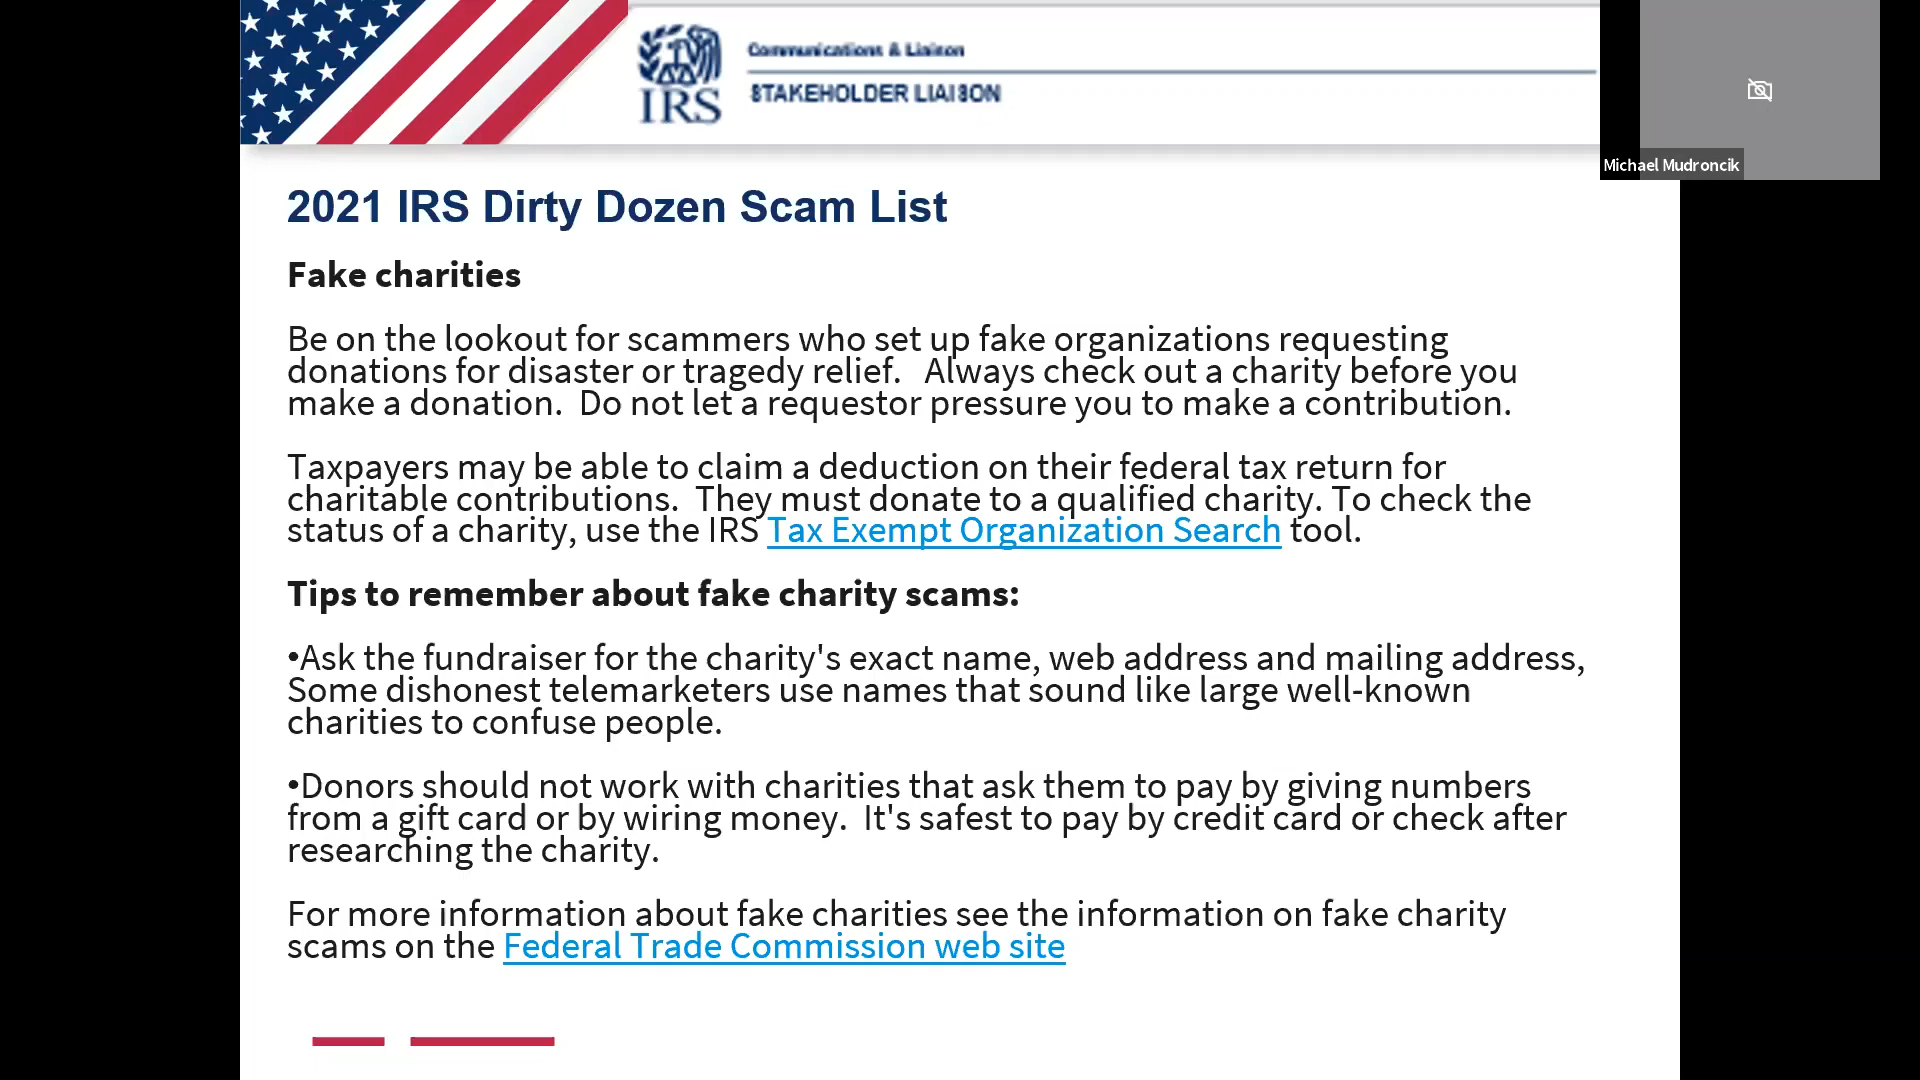 Communications & Liaison
IRS
STAKEHOLDER LIAISON
Michael Mudroncik
2021 IRS Dirty Dozen Scam List
Fake charities
Be on the lookout for scammers who set up fake organizations requesting
donations for disaster or tragedy relief.   Always check out a charity before you
make a donation.  Do not let a requestor pressure you to make a contribution.
Taxpayers may be able to claim a deduction on their federal tax return for
charitable contributions.  They must donate to a qualified charity. To check the
status of a charity, use the IRS Tax Exempt Organization Search tool.
Tips to remember about fake charity scams:
•Ask the fundraiser for the charity's exact name, web address and mailing address,
Some dishonest telemarketers use names that sound like large well-known
charities to confuse people.
•Donors should not work with charities that ask them to pay by giving numbers
from a gift card or by wiring money.  It's safest to pay by credit card or check after
researching the charity.
For more information about fake charities see the information on fake charity
scams on the Federal Trade Commission web site